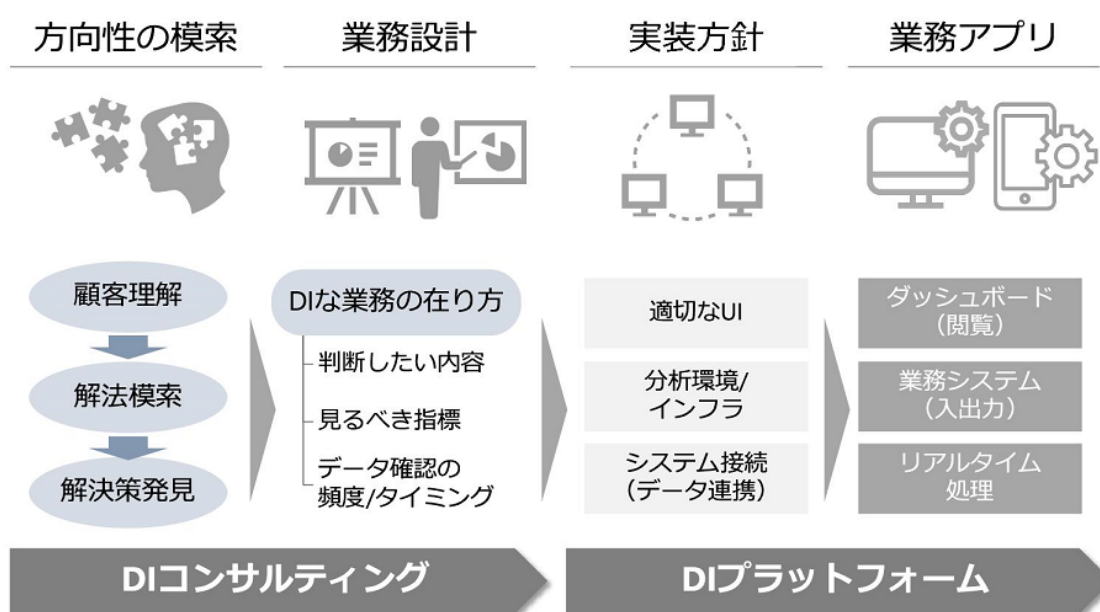 方向性の模索
業務設計
実装方針
業務アプリ
顧客理解
解法模索
解決策発見
DIな業務の在り方
判断したい内容
見るべき指標
データ確認の
頻度/タイミング
適切なUI
分析環境/
インフラ
システム接続
（データ連携）
ダッシュボード
（閲覧）
業務システム
（入出力）
リアルタイム
処理
DIコンサルティング
DIプラットフォーム